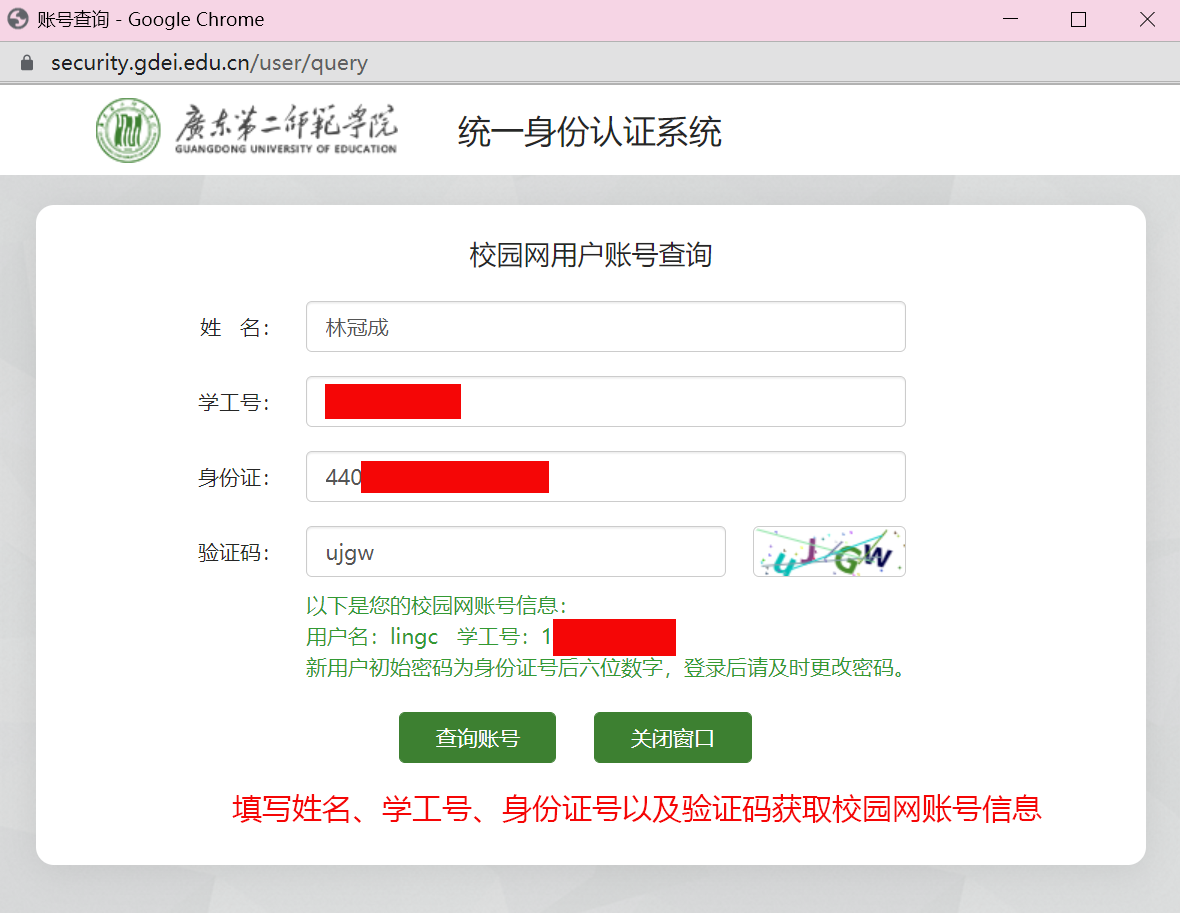 账号查询 - Google Chrome
security.gdei.edu.cn/user/query
廣东第二师範学院
GUANGDONG UNIVERSITY OF EDUCATION
统一身份认证系统
校园网用户账号查询
姓 名: 林冠成
学工号:
身份证: 440
验证码: ujgw uJGW
以下是您的校园网账号信息:
用户名: lingc 学工号: 1
新用户初始密码为身份证号后六位数字，登录后请及时更改密码。
查询账号 关闭窗口
填写姓名、学工号、身份证号以及验证码获取校园网账号信息